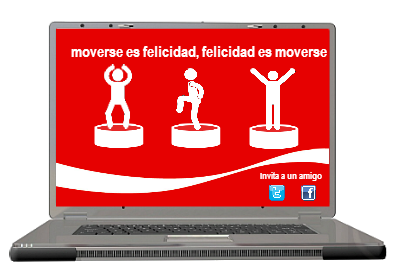 moverse es felicidad, felicidad es moverse
Invita a un amigo